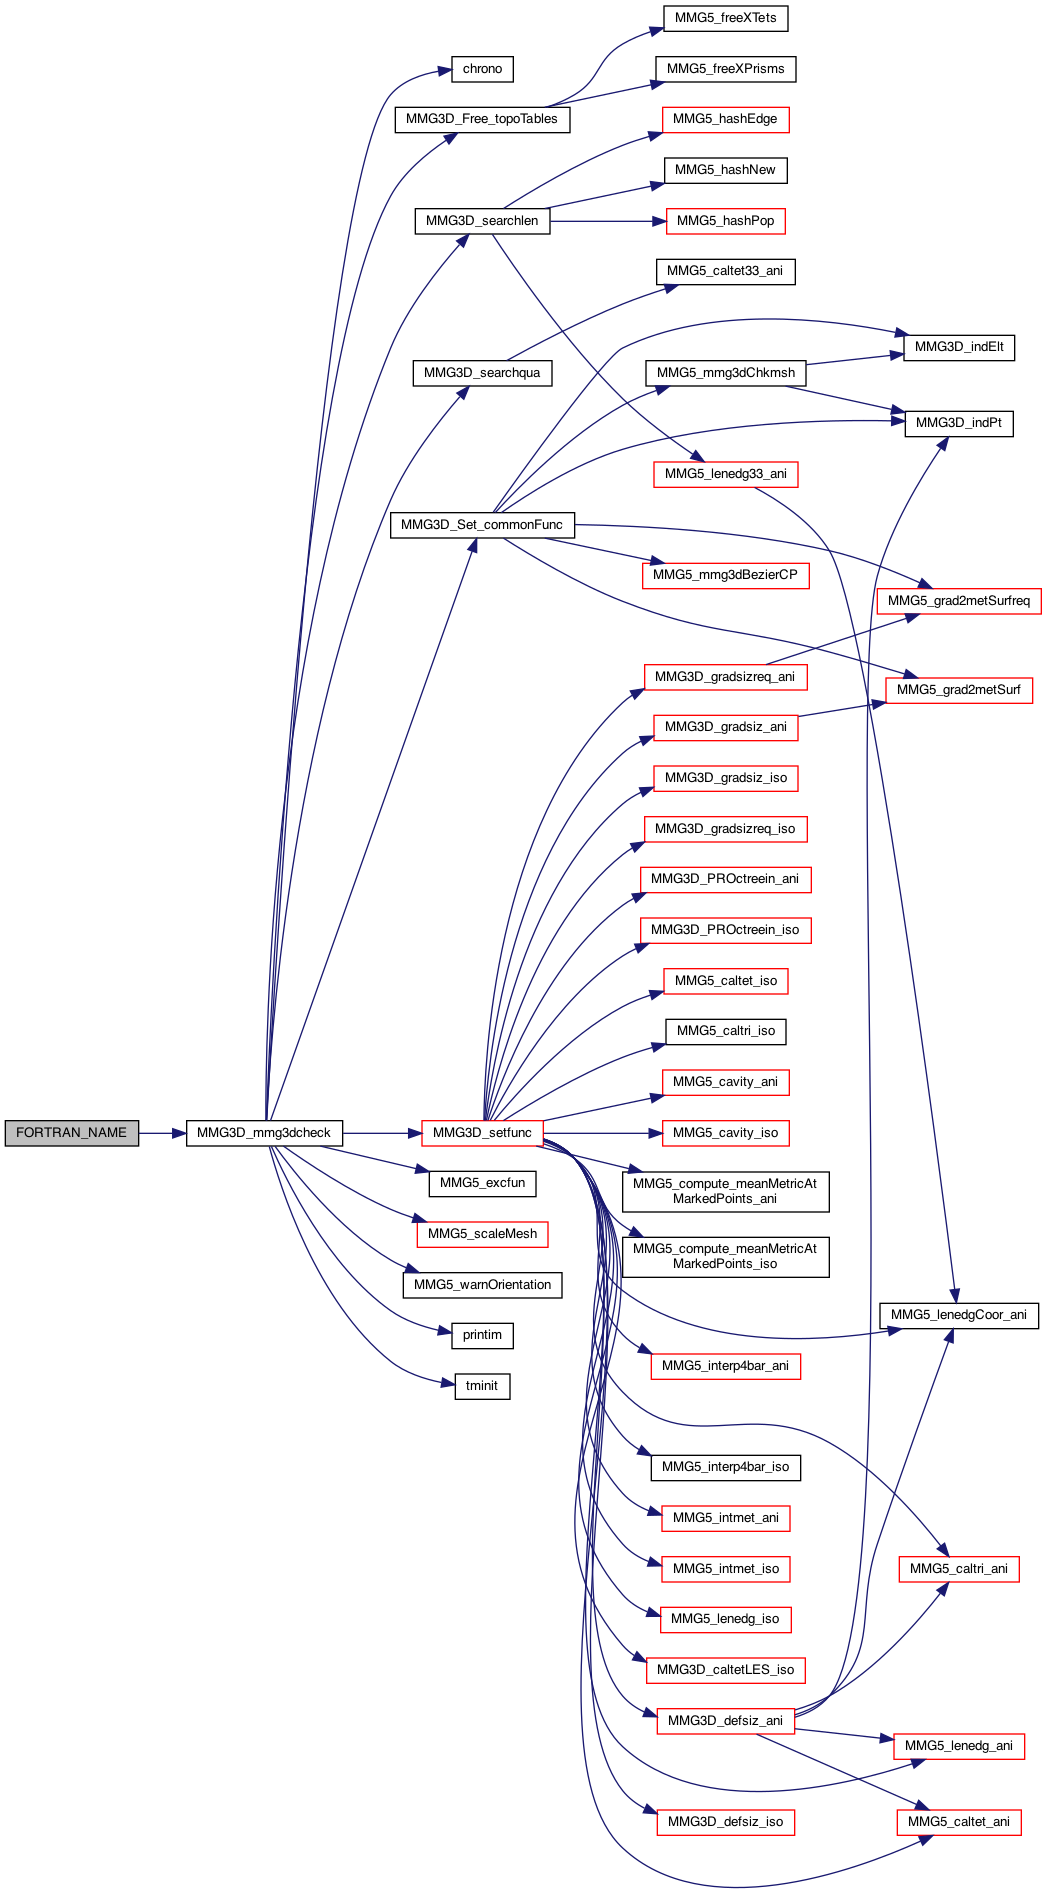 MMG5_freeXTets
chrono
MMG5_freeXPrisms
MMG3D_Free_topoTables
MMG5_hashEdge
MMG5_hashNew
MMG3D_searchlen
MMG5_hashPop
MMG5_caltet33_ani
MMG3D_indElt
MMG3D_searchqua
MMG5_mmg3dChkmsh
MMG3D_indPt
MMG5_lenedg33_ani
MMG3D_Set_commonFunc
MMG5_mmg3dBezierCP
MMG5_grad2metSurfreq
MMG3D_gradsizreq_ani
MMG5_grad2metSurf
MMG3D_gradsiz_ani
MMG3D_gradsiz_iso
MMG3D_gradsizreq_iso
MMG3D_PROctreein_ani
MMG3D_PROctreein_iso
MMG5_caltet_iso
MMG5_caltri_iso
MMG5_cavity_ani
FORTRAN_NAME
MMG3D_mmg3dcheck
MMG3D_setfunc
MMG5_cavity_iso
MMG5_excfun
MMG5_compute_meanMetricAt
MarkedPoints_ani
MMG5_scaleMesh
MMG5_compute_meanMetricAt
MarkedPoints_iso
MMG5_warnOrientation
MMG5_lenedgCoor_ani
printim
MMG5_interp4bar_ani
tminit
MMG5_interp4bar_iso
MMG5_intmet_ani
MMG5_intmet_iso
MMG5_caltri_ani
MMG5_lenedg_iso
MMG3D_caltetLES_iso
MMG3D_defsiz_ani
MMG5_lenedg_ani
MMG3D_defsiz_iso
MMG5_caltet_ani